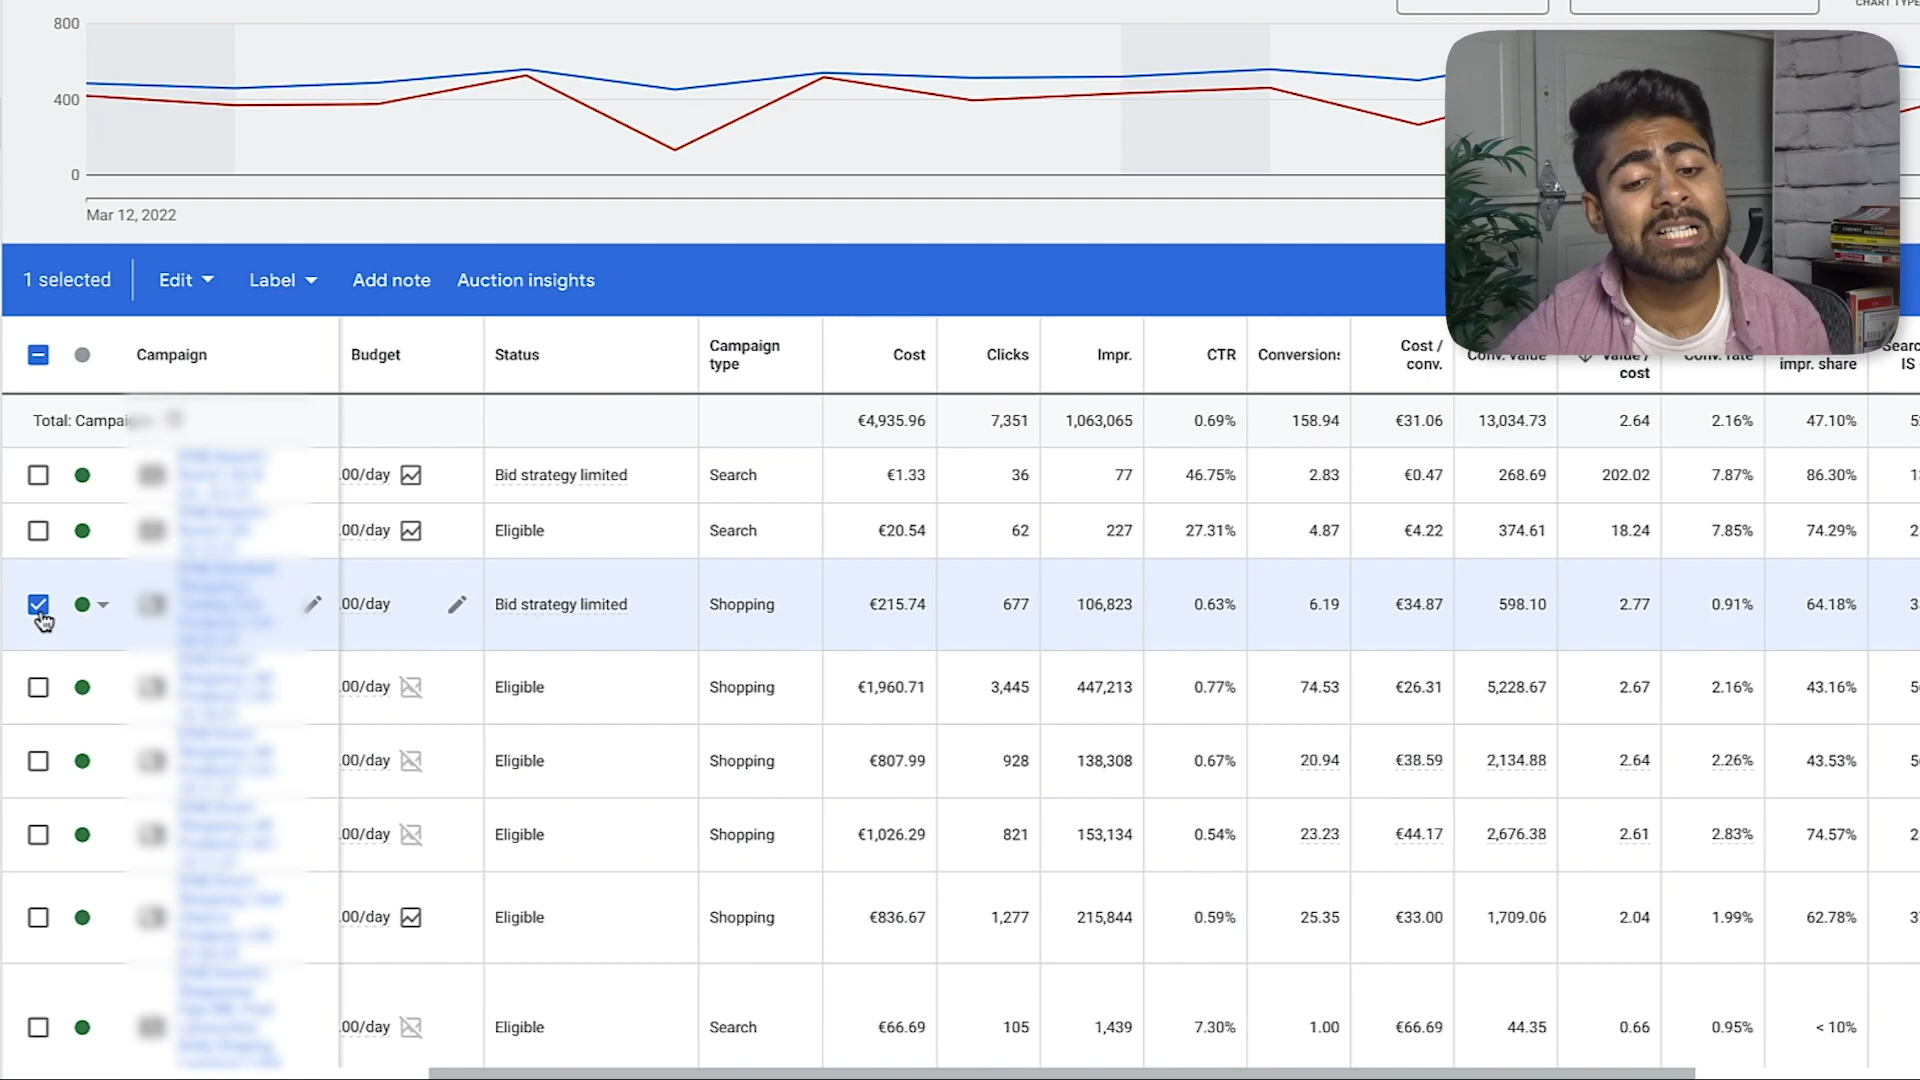 CHART TYPE
800
400
0
Mar 12, 2022
1 selected Edit Label Add note Auction insights
Campaign Budget Status Campaign type Cost Clicks Impr. CTR Conversions Cost / conv. Conv. value Value / cost Conv. rate impr. share Searc IS
Total: Campaig €4,935.96 7,351 1,063,065 0.69% 158.94 €31.06 13,034.73 2.64 2.16% 47.10%
.00/day Bid strategy limited Search €1.33 36 77 46.75% 2.83 €0.47 268.69 202.02 7.87% 86.30%
.00/day Eligible Search €20.54 62 227 27.31% 4.87 €4.22 374.61 18.24 7.85% 74.29%
.00/day Bid strategy limited Shopping €215.74 677 106,823 0.63% 6.19 €34.87 598.10 2.77 0.91% 64.18%
.00/day Eligible Shopping €1,960.71 3,445 447,213 0.77% 74.53 €26.31 5,228.67 2.67 2.16% 43.16%
.00/day Eligible Shopping €807.99 928 138,308 0.67% 20.94 €38.59 2,134.88 2.64 2.26% 43.53%
.00/day Eligible Shopping €1,026.29 821 153,134 0.54% 23.23 €44.17 2,676.38 2.61 2.83% 74.57%
.00/day Eligible Shopping €836.67 1,277 215,844 0.59% 25.35 €33.00 1,709.06 2.04 1.99% 62.78%
.00/day Eligible Search €66.69 105 1,439 7.30% 1.00 €66.69 44.35 0.66 0.95% < 10%